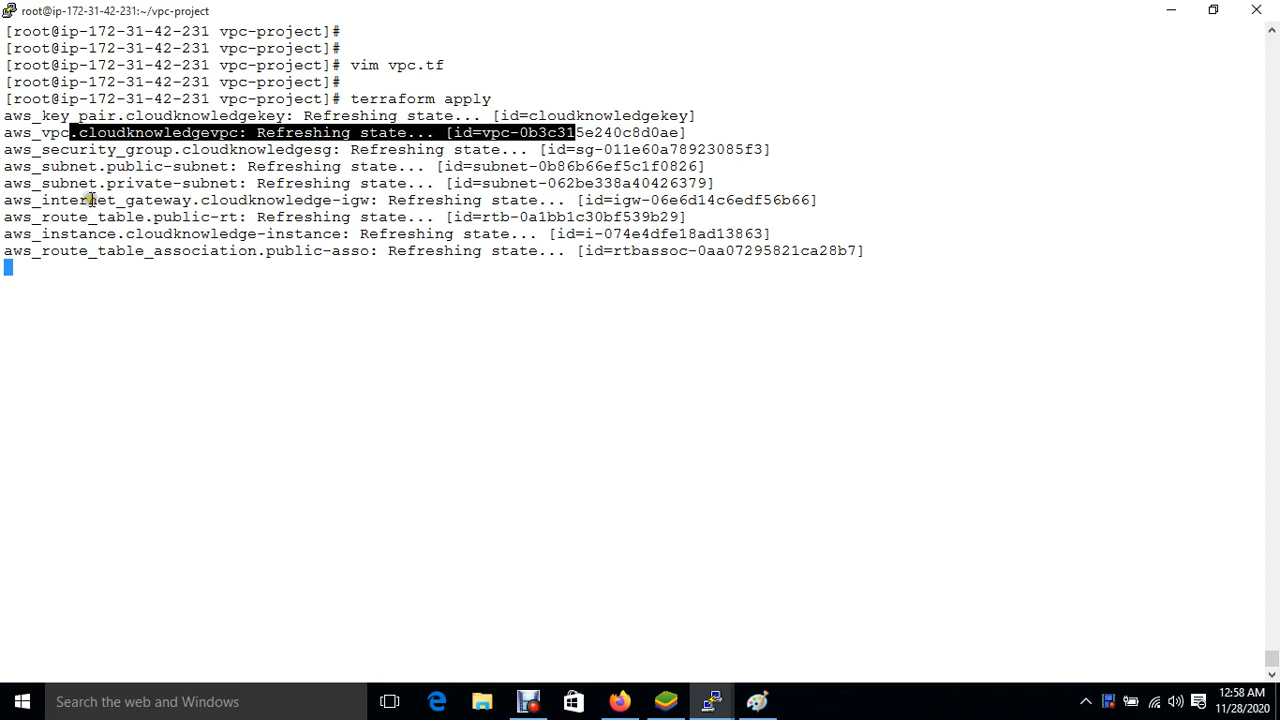 root@ip-172-31-42-231:~/vpc-project
[root@ip-172-31-42-231 vpc-project]#
[root@ip-172-31-42-231 vpc-project]#
[root@ip-172-31-42-231 vpc-project]# vim vpc.tf
[root@ip-172-31-42-231 vpc-project]#
[root@ip-172-31-42-231 vpc-project]# terraform apply
aws_key_pair.cloudknowledgekey: Refreshing state... [id=cloudknowledgekey]
aws_vpc.cloudknowledgevpc: Refreshing state... [id=vpc-0b3c315e240c8d0ae]
aws_security_group.cloudknowledgesg: Refreshing state... [id=sg-011e60a78923085f3]
aws_subnet.public-subnet: Refreshing state... [id=subnet-0b86b66ef5c1f0826]
aws_subnet.private-subnet: Refreshing state... [id=subnet-062be338a40426379]
aws_internet_gateway.cloudknowledge-igw: Refreshing state... [id=igw-06e6d14c6edf56b66]
aws_route_table.public-rt: Refreshing state... [id=rtb-0a1bb1c30bf539b29]
aws_instance.cloudknowledge-instance: Refreshing state... [id=i-074e4dfe18ad13863]
aws_route_table_association.public-asso: Refreshing state... [id=rtbassoc-0aa07295821ca28b7]
Search the web and Windows
12:58 AM
11/28/2020